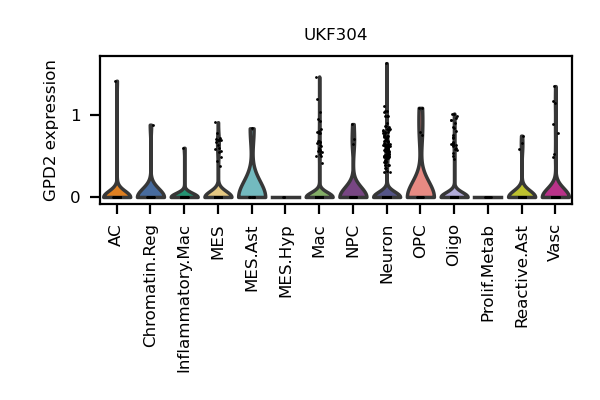 UKF304
GPD2 expression
1
0
AC
Chromatin.Reg
Inflammatory.Mac
MES
MES.Ast
MES.Hyp
Mac
NPC
Neuron
OPC
Oligo
Prolif.Metab
Reactive.Ast
Vasc